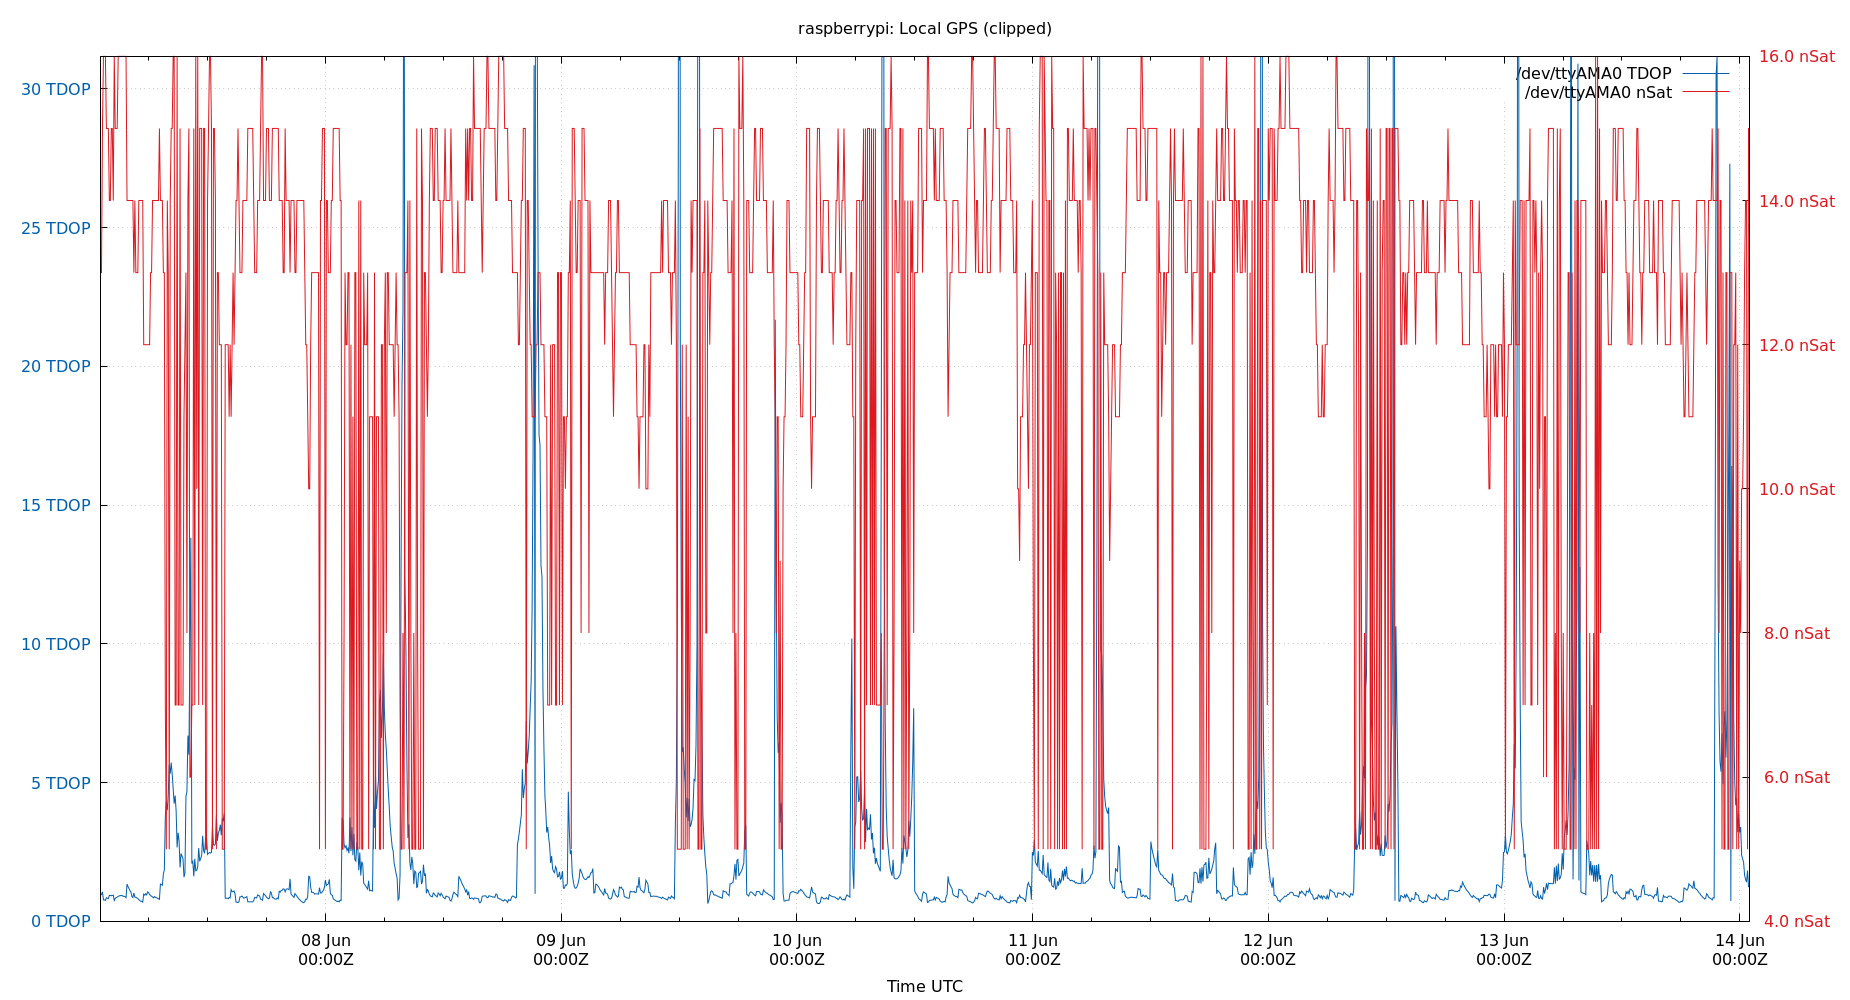 raspberrypi: Local GPS (clipped)
30 TDOP
25 TDOP
20 TDOP
15 TDOP
10 TDOP
5 TDOP
0 TDOP
16.0 nSat
14.0 nSat
12.0 nSat
10.0 nSat
8.0 nSat
6.0 nSat
4.0 nSat
/dev/ttyAMA0 TDOP
/dev/ttyAMA0 nSat
08 Jun
00:00Z
09 Jun
00:00Z
10 Jun
00:00Z
11 Jun
00:00Z
12 Jun
00:00Z
13 Jun
00:00Z
14 Jun
00:00Z
Time UTC